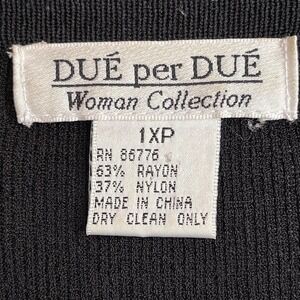 DUÉ per DUÉ
Woman Collection
1XP
RN 86776
63% RAYON
37% NYLON
MADE IN CHINA
DRY CLEAN ONLY